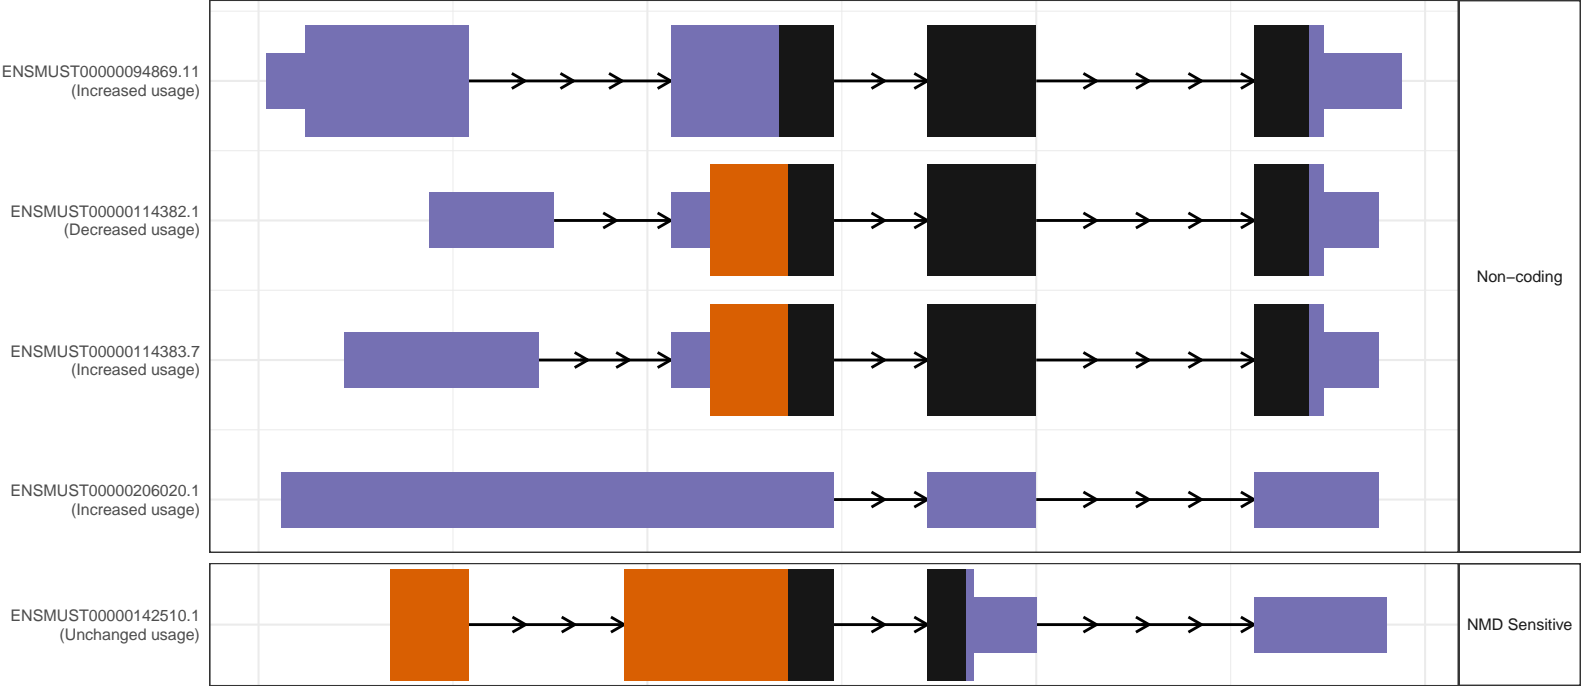 ENSMUST00000094869.11
(Increased usage)
ENSMUST00000114382.1
(Decreased usage)
ENSMUST00000114383.7
(Increased usage)
ENSMUST00000206020.1
(Increased usage)
Non−coding
ENSMUST00000142510.1
(Unchanged usage)
NMD Sensitive